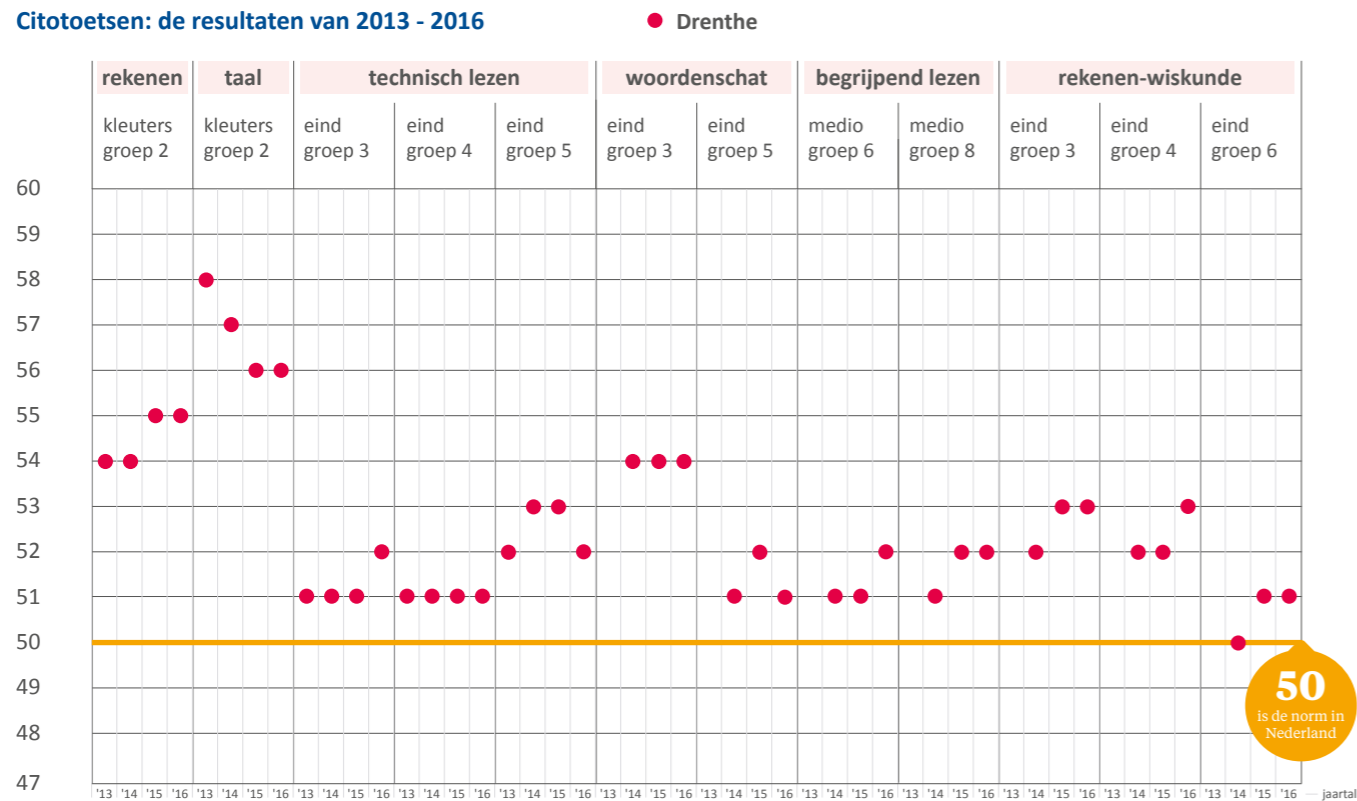 Citotoetsen: de resultaten van 2013 - 2016
Drenthe
rekenen taal technisch lezen woordenschat begrijpend lezen rekenen-wiskunde
kleuters kleuters eind eind eind eind eind medio medio eind eind eind
groep 2 groep 2 groep 3 groep 4 groep 5 groep 3 groep 5 groep 6 groep 8 groep 3 groep 4 groep 6
60
59
58
57
56
55
54
53
52
51
50
49
48
47
50
is de norm in
Nederland
'13 '14 '15 '16 '13 '14 '15 '16 '13 '14 '15 '16 '13 '14 '15 '16 '13 '14 '15 '16 '13 '14 '15 '16 '13 '14 '15 '16 '13 '14 '15 '16 '13 '14 '15 '16 '13 '14 '15 '16 '13 '14 '15 '16 '13 '14 '15 '16 — jaartal